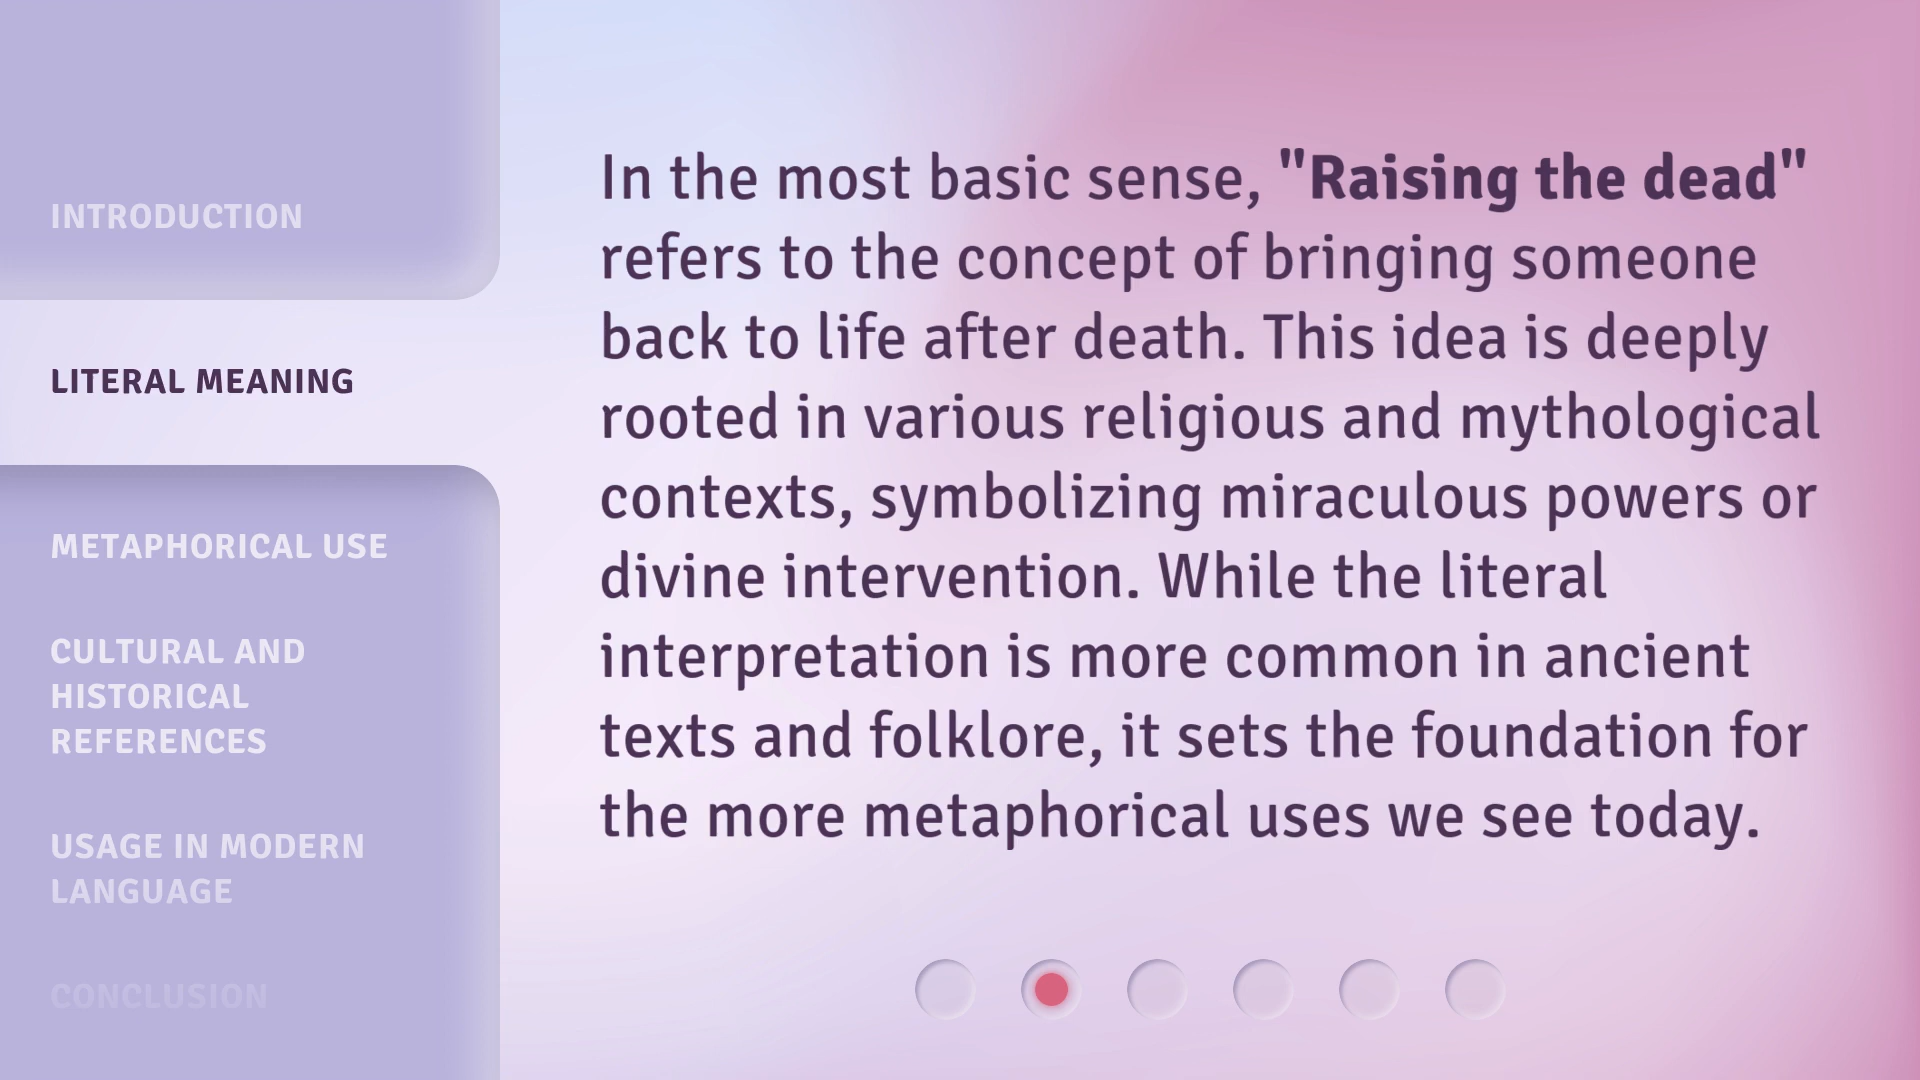 INTRODUCTION
LITERAL MEANING
METAPHORICAL USE
CULTURAL AND
HISTORICAL
REFERENCES
USAGE IN MODERN
LANGUAGE
CONCLUSION
In the most basic sense, "Raising the dead"
refers to the concept of bringing someone
back to life after death. This idea is deeply
rooted in various religious and mythological
contexts, symbolizing miraculous powers or
divine intervention. While the literal
interpretation is more common in ancient
texts and folklore, it sets the foundation for
the more metaphorical uses we see today.